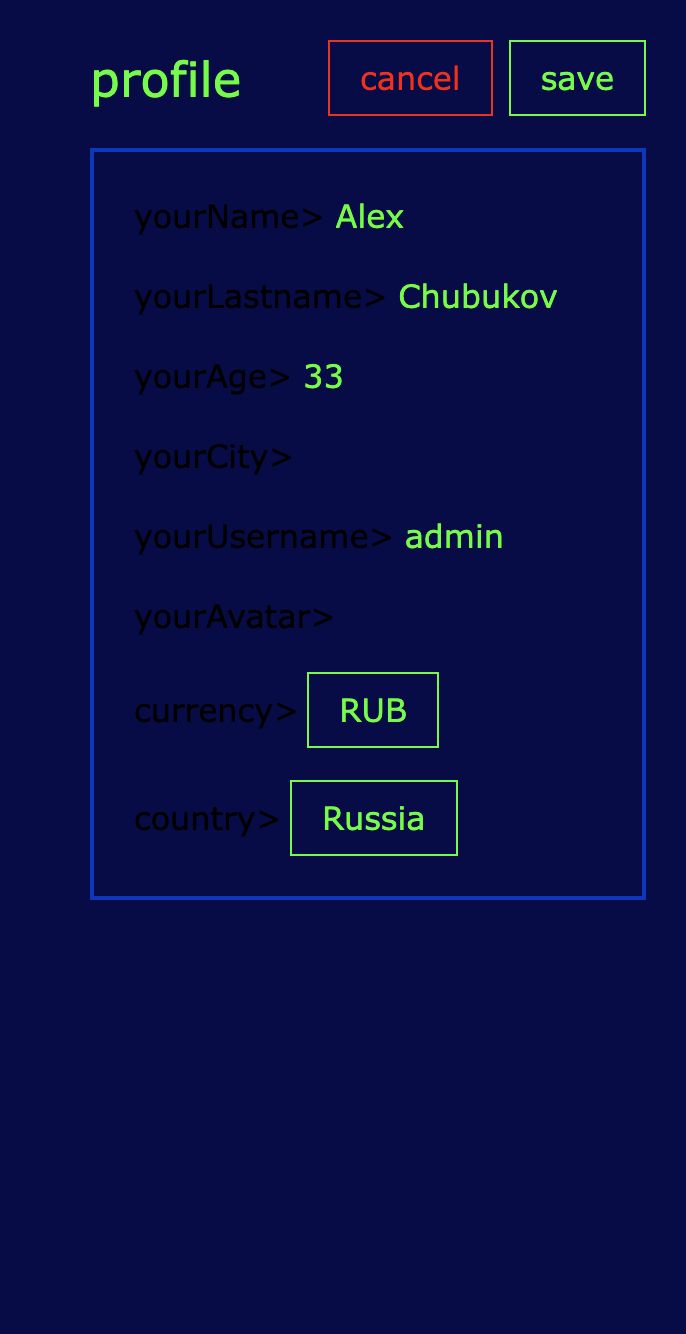 profile cancel save
yourName> Alex
yourLastname> Chubukov
yourAge> 33
yourCity>
yourUsername> admin
yourAvatar>
currency> RUB
country> Russia